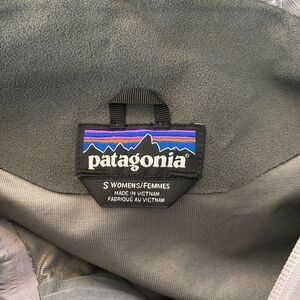 patagonia®
S WOMENS/FEMMES
MADE IN VIETNAM
FABRIQUÉ AU VIETNAM